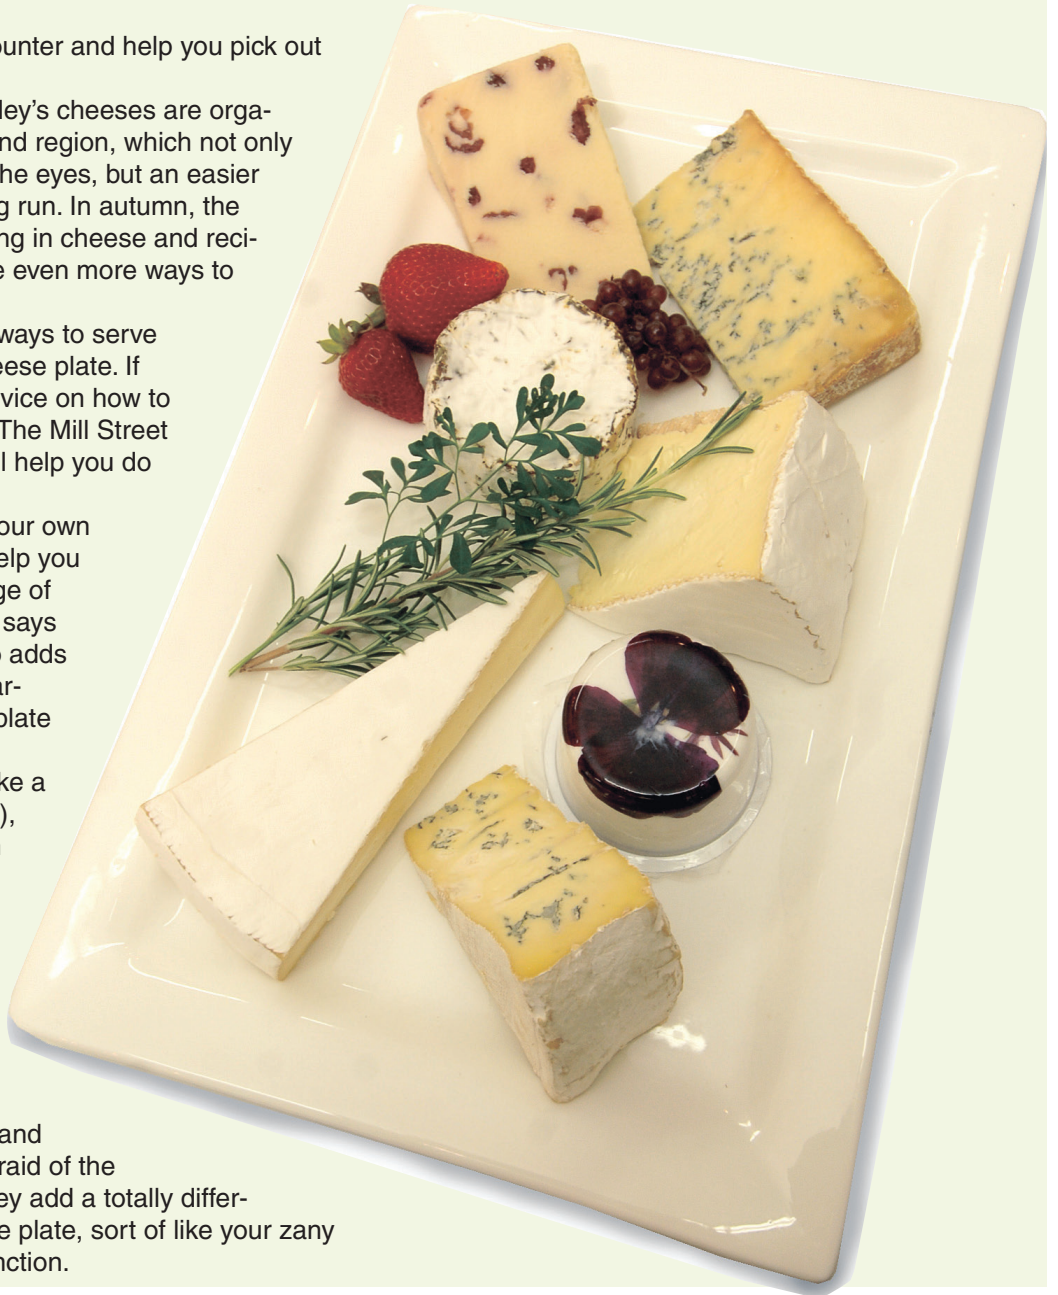 ounter and help you pick out
ley’s cheeses are orga-
nd region, which not only
he eyes, but an easier
g run. In autumn, the
ng in cheese and reci-
e even more ways to
ways to serve
eese plate. If
vice on how to
The Mill Street
l help you do
our own
elp you
ge of
says
o adds
ar-
plate
ke a
),
and
raid of the
ey add a totally differ-
e plate, sort of like your zany
nction.